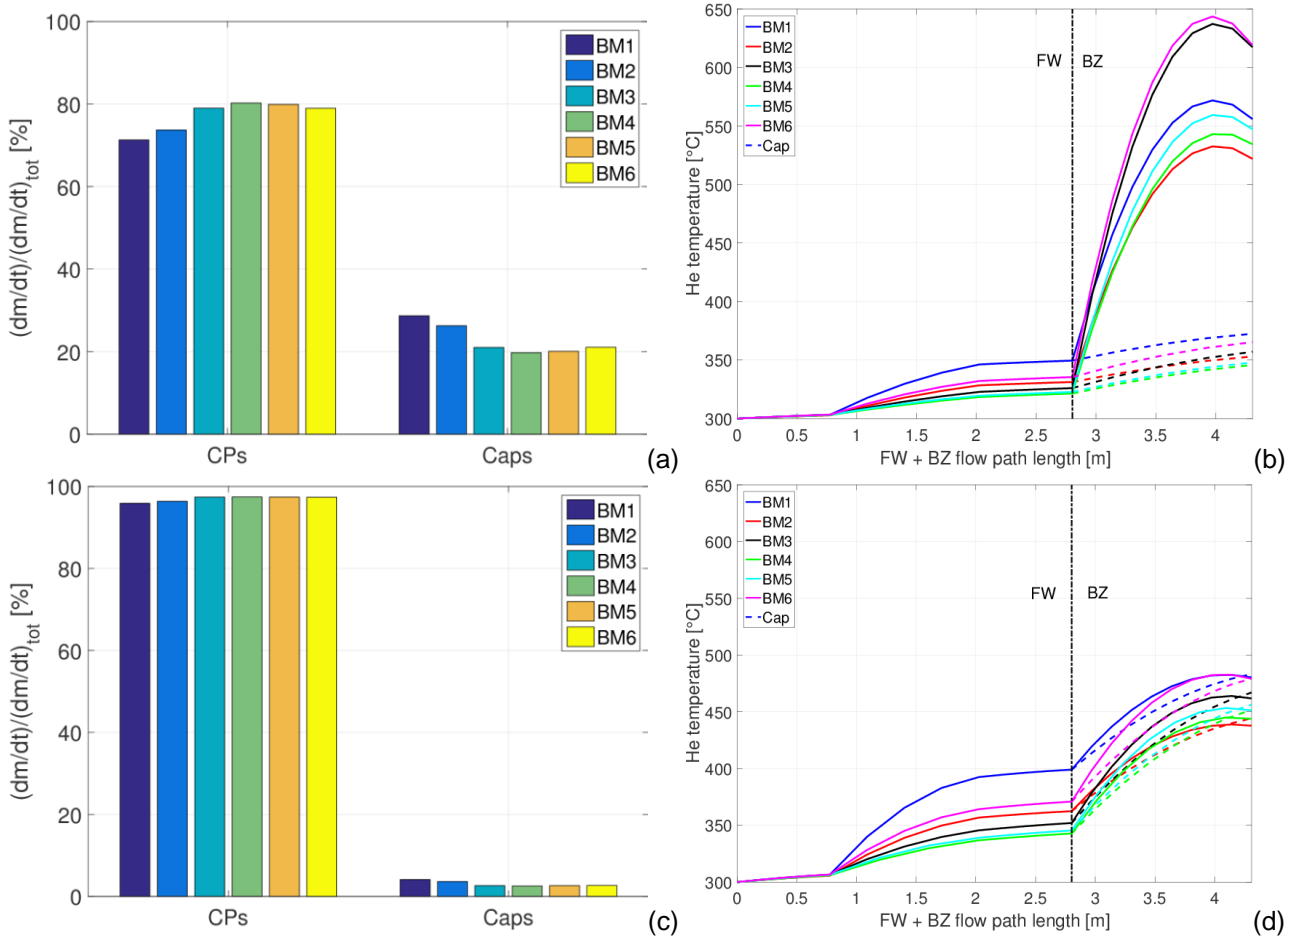 (dm/dt)/(dm/dt)tot [%]
100
80
60
40
20
0
BM1
BM2
BM3
BM4
BM5
BM6
CPs
Caps
(a)
He temperature [°C]
650
600
550
500
450
400
350
300
BM1
BM2
BM3
BM4
BM5
BM6
Cap
FW
BZ
0
0.5
1
1.5
2
2.5
3
3.5
4
FW + BZ flow path length [m]
(b)
(dm/dt)/(dm/dt)tot [%]
100
80
60
40
20
0
BM1
BM2
BM3
BM4
BM5
BM6
CPs
Caps
(c)
He temperature [°C]
650
600
550
500
450
400
350
300
BM1
BM2
BM3
BM4
BM5
BM6
Cap
FW
BZ
0
0.5
1
1.5
2
2.5
3
3.5
4
FW + BZ flow path length [m]
(d)